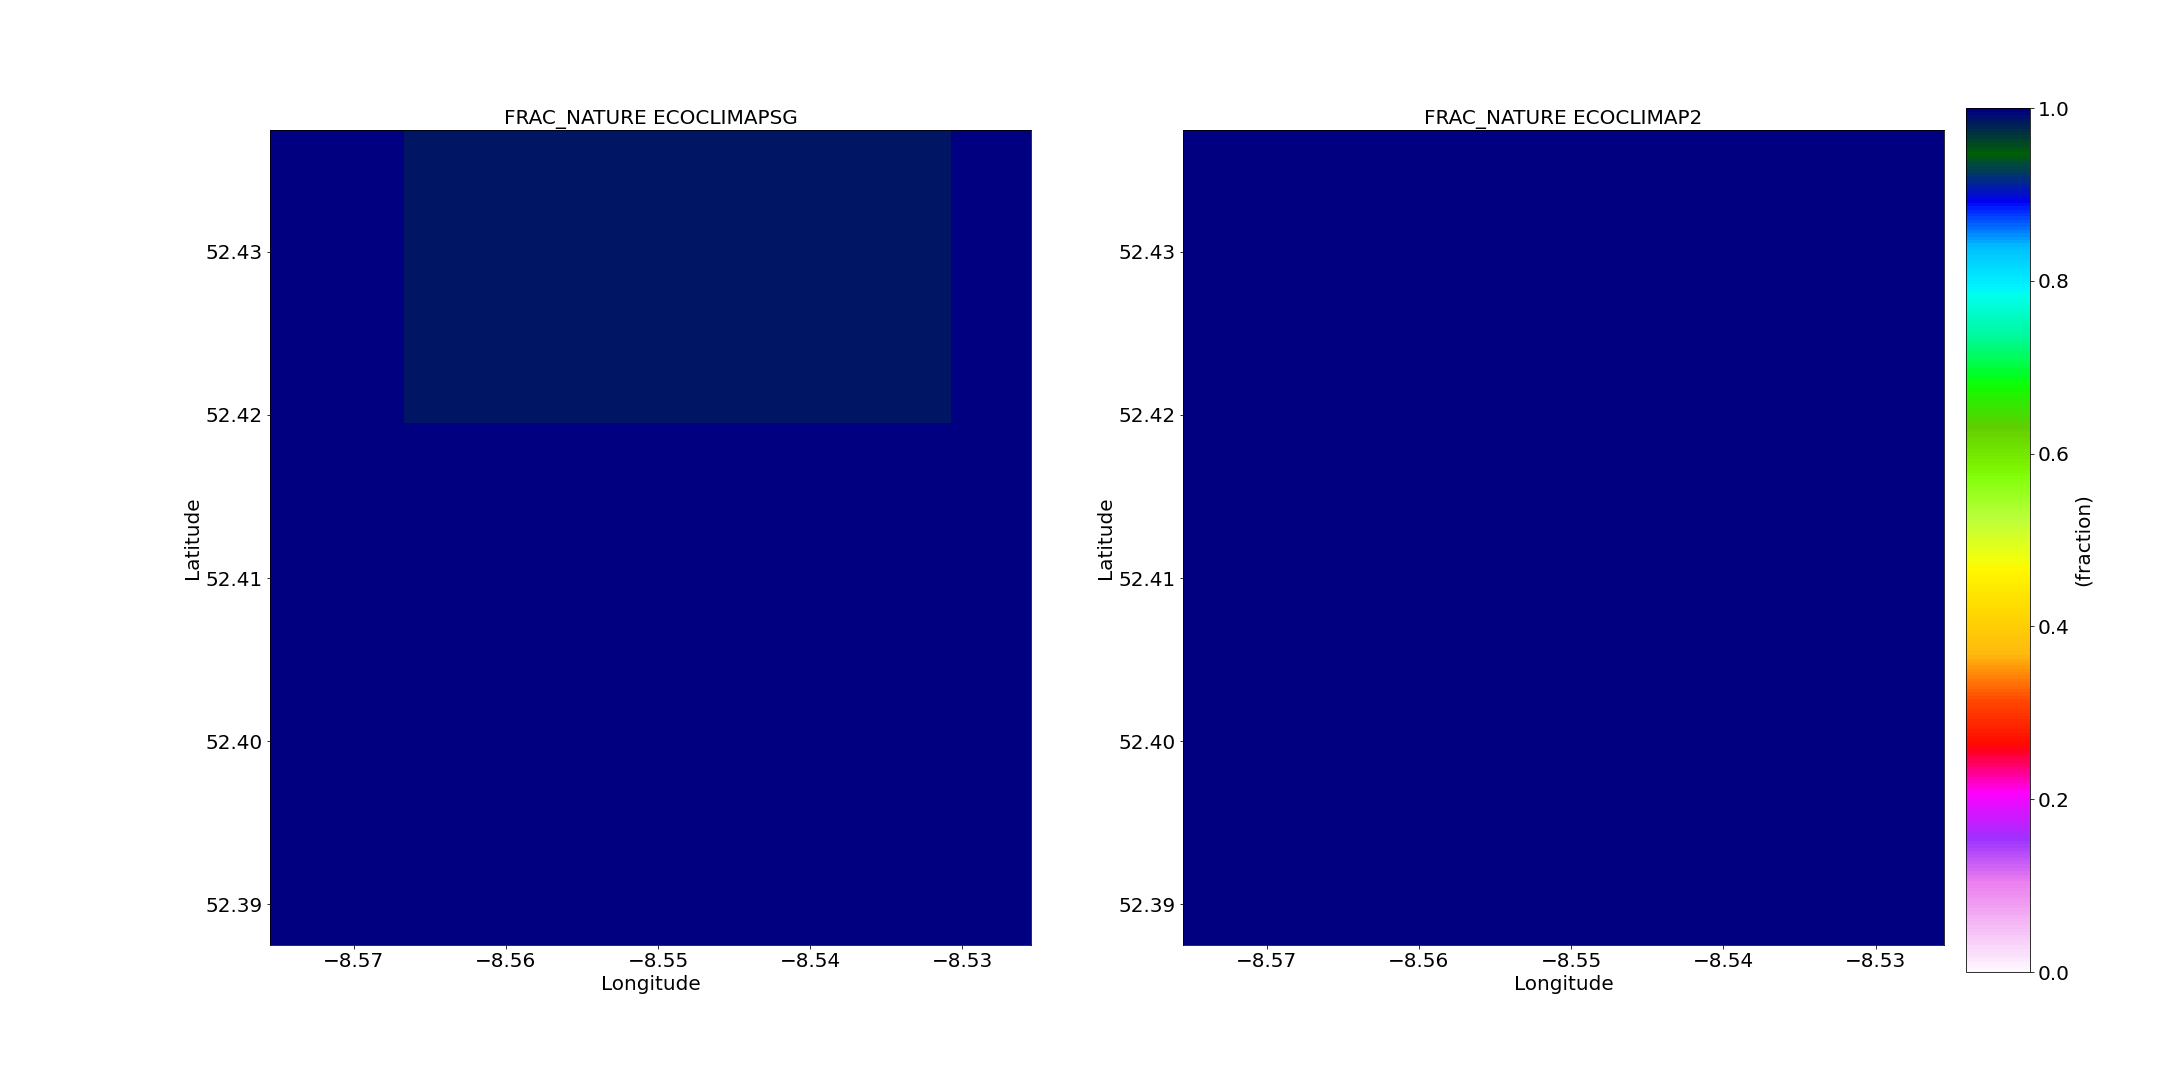 FRAC_NATURE ECOCLIMAPSG
52.43
52.42
52.41
52.40
52.39
Latitude
−8.57 −8.56 −8.55 −8.54 −8.53
Longitude
FRAC_NATURE ECOCLIMAP2
52.43
52.42
52.41
52.40
52.39
Latitude
−8.57 −8.56 −8.55 −8.54 −8.53
Longitude
1.0
0.8
0.6
0.4
0.2
0.0
(fraction)